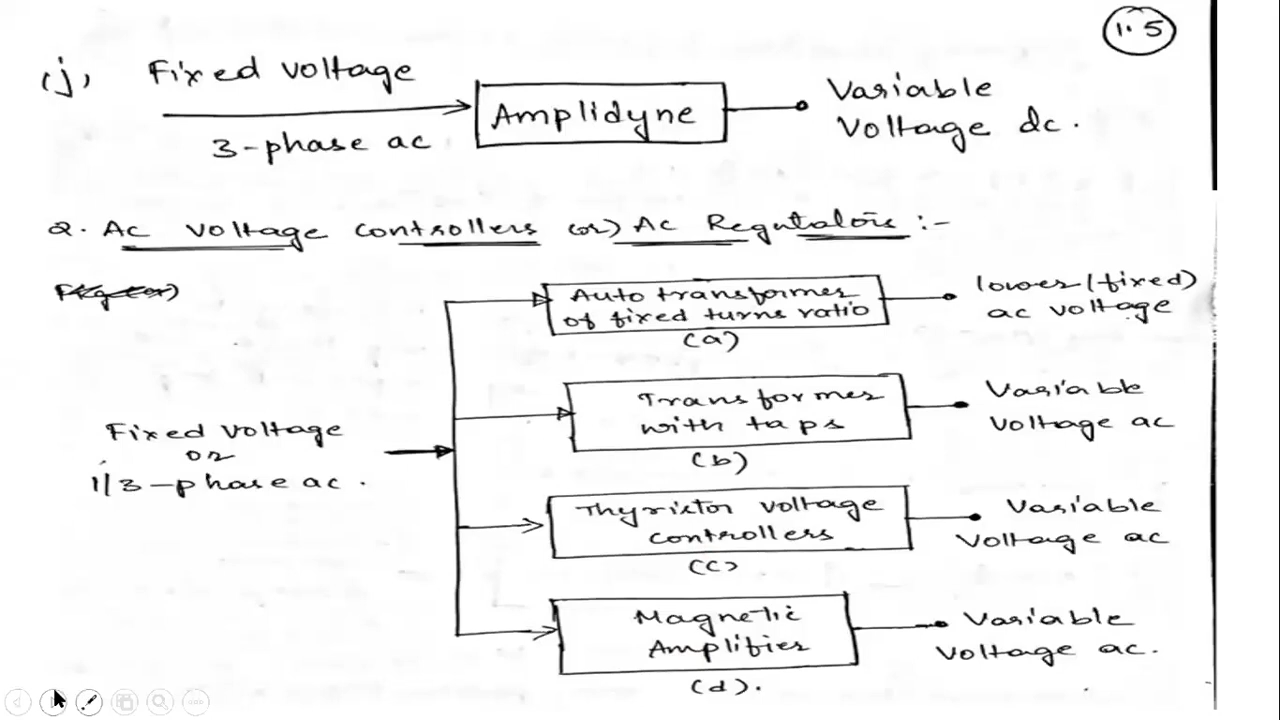 1.5
(j) Fixed voltage
3-phase ac
Amplidyne
Variable
Voltage dc.
2. Ac voltage controllers (or) Ac Regulators :-
Auto transformer
of fixed turns ratio
(a)
lower (fixed)
ac voltage
Transformer
with taps
(b)
Variable
voltage ac
Fixed voltage
or
1/3-phase ac.
Thyristor voltage
controllers
(c)
Variable
voltage ac
Magnetic
Amplifier
(d).
Variable
voltage ac.